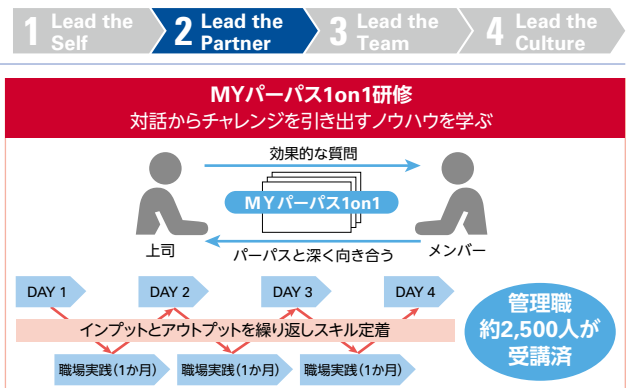 1 Lead the Self
2 Lead the Partner
3 Lead the Team
4 Lead the Culture
MYパーパス1on1研修
対話からチャレンジを引き出すノウハウを学ぶ
効果的な質問
MYパーパス1on1
上司
パーパスと深く向き合う
メンバー
DAY 1
DAY 2
DAY 3
DAY 4
インプットとアウトプットを繰り返しスキル定着
職場実践(1か月)
職場実践(1か月)
職場実践(1か月)
管理職
約2,500人が
受講済